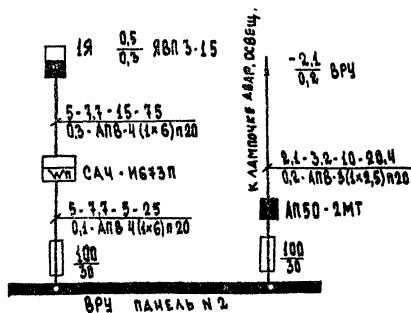 1Я 0,5
0,3 ЯВП 3-15
5-7,7-15-75
0,3-АПВ-4(1×6)п20
Wh САЧ-И673П
5-7,7-5-25
0,1-АПВ 4(1×6)п20
100
30
К ЛАМПОЧКЕ АВАР. ОСВЕЩ.
-2,1
0,2 ВРУ
2,1-3,2-10-20,4
0,2-АПВ-3(1×2,5)п20
АП50-2МТ
100
30
ВРУ ПАНЕЛЬ N2